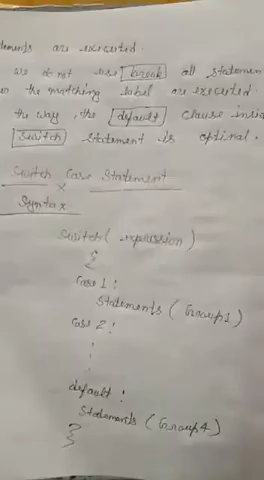 tements are executed.
we do not use break all statemen
in the matching label are executed
the way, the default clause insid
switch statement is optional.
Switch Case Statement
x
Syntax
Switch( expression)
{
Case 1 :
Statements ( Group1)
Case 2 :
:
:
default :
Statements ( Group4)
}